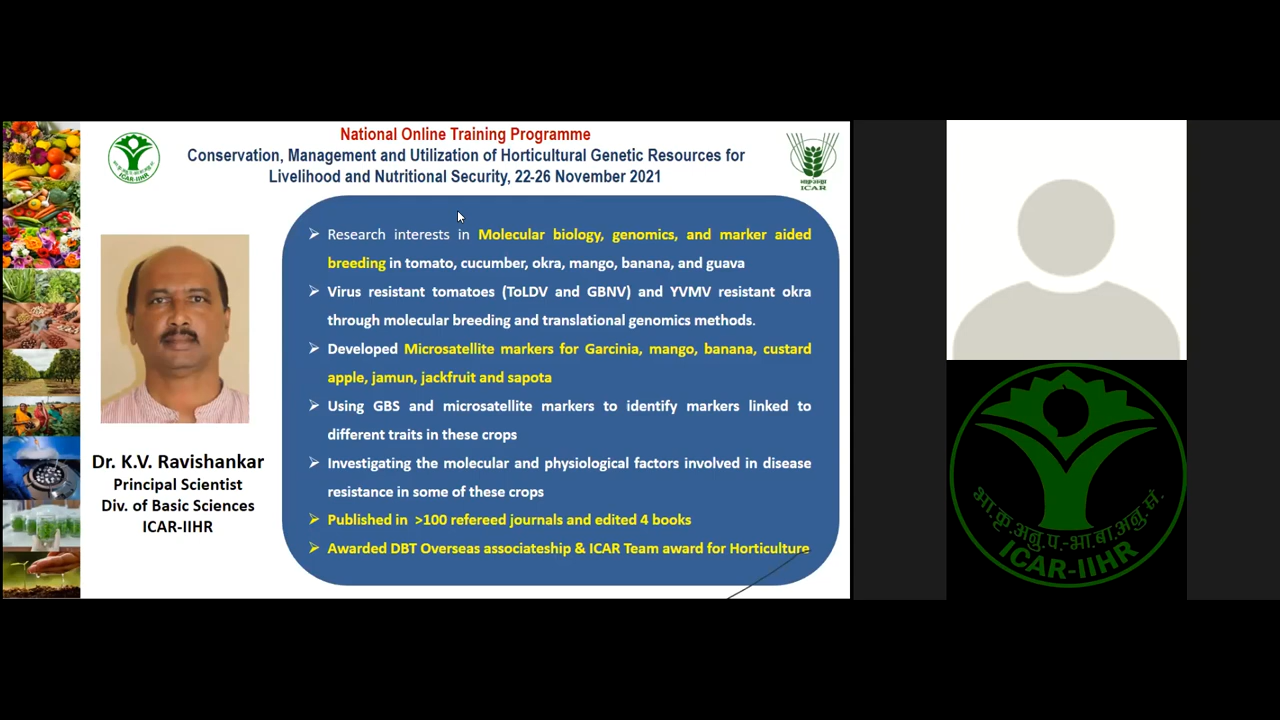 National Online Training Programme
Conservation, Management and Utilization of Horticultural Genetic Resources for
Livelihood and Nutritional Security, 22-26 November 2021
ICAR-IIHR
ICAR
Research interests in Molecular biology, genomics, and marker aided
breeding in tomato, cucumber, okra, mango, banana, and guava
Virus resistant tomatoes (ToLDV and GBNV) and YVMV resistant okra
through molecular breeding and translational genomics methods.
Developed Microsatellite markers for Garcinia, mango, banana, custard
apple, jamun, jackfruit and sapota
Using GBS and microsatellite markers to identify markers linked to
different traits in these crops
Investigating the molecular and physiological factors involved in disease
resistance in some of these crops
Published in >100 refereed journals and edited 4 books
Awarded DBT Overseas associateship & ICAR Team award for Horticulture
Dr. K.V. Ravishankar
Principal Scientist
Div. of Basic Sciences
ICAR-IIHR
भा.कृ.अनु.प.-भा.बा.अनु.सं.
ICAR-IIHR